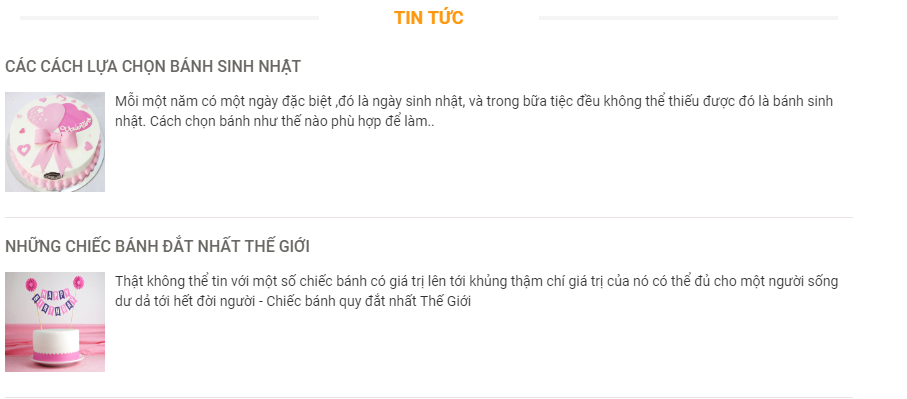 TIN TỨC
CÁC CÁCH LỰA CHỌN BÁNH SINH NHẬT
Mỗi một năm có một ngày đặc biệt ,đó là ngày sinh nhật, và trong bữa tiệc đều không thể thiếu được đó là bánh sinh
nhật. Cách chọn bánh như thế nào phù hợp để làm..
NHỮNG CHIẾC BÁNH ĐẮT NHẤT THẾ GIỚI
Thật không thể tin với một số chiếc bánh có giá trị lên tới khủng thậm chí giá trị của nó có thể đủ cho một người sống
dư dả tới hết đời người - Chiếc bánh quy đắt nhất Thế Giới
HAPPY
BIRTHDAY